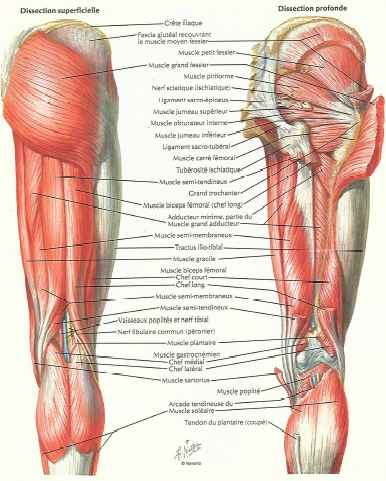 Dissection superficielle
Dissection profonde
Crête iliaque
Fascia glutéal recouvrant
le muscle moyen fessier
Muscle petit fessier
Muscle grand fessier
Muscle piriforme
Nerf sciatique (ischiatique)
Ligament sacro-épineux
Muscle jumeau supérieur
Muscle obturateur interne
Muscle jumeau inférieur
Ligament sacro-tubéral
Muscle carré fémoral
Tubérosité ischiatique
Muscle semi-tendineux
Grand trochanter
Muscle biceps fémoral (chef long)
Adducteur minime, partie du
Muscle grand adducteur
Muscle semi-membraneux
Tractus ilio-tibial
Muscle gracile
Muscle biceps fémoral
Chef court
Chef long
Muscle semi-membraneux
Muscle semi-tendineux
Vaisseaux poplités et nerf tibial
Nerf fibulaire commun (péronier)
Muscle plantaire
Muscle gastrocnémien
Chef médial
Chef latéral
Muscle sartorius
Muscle poplité
Arcade tendineuse du
Muscle soléaire
Tendon du plantaire (coupé)